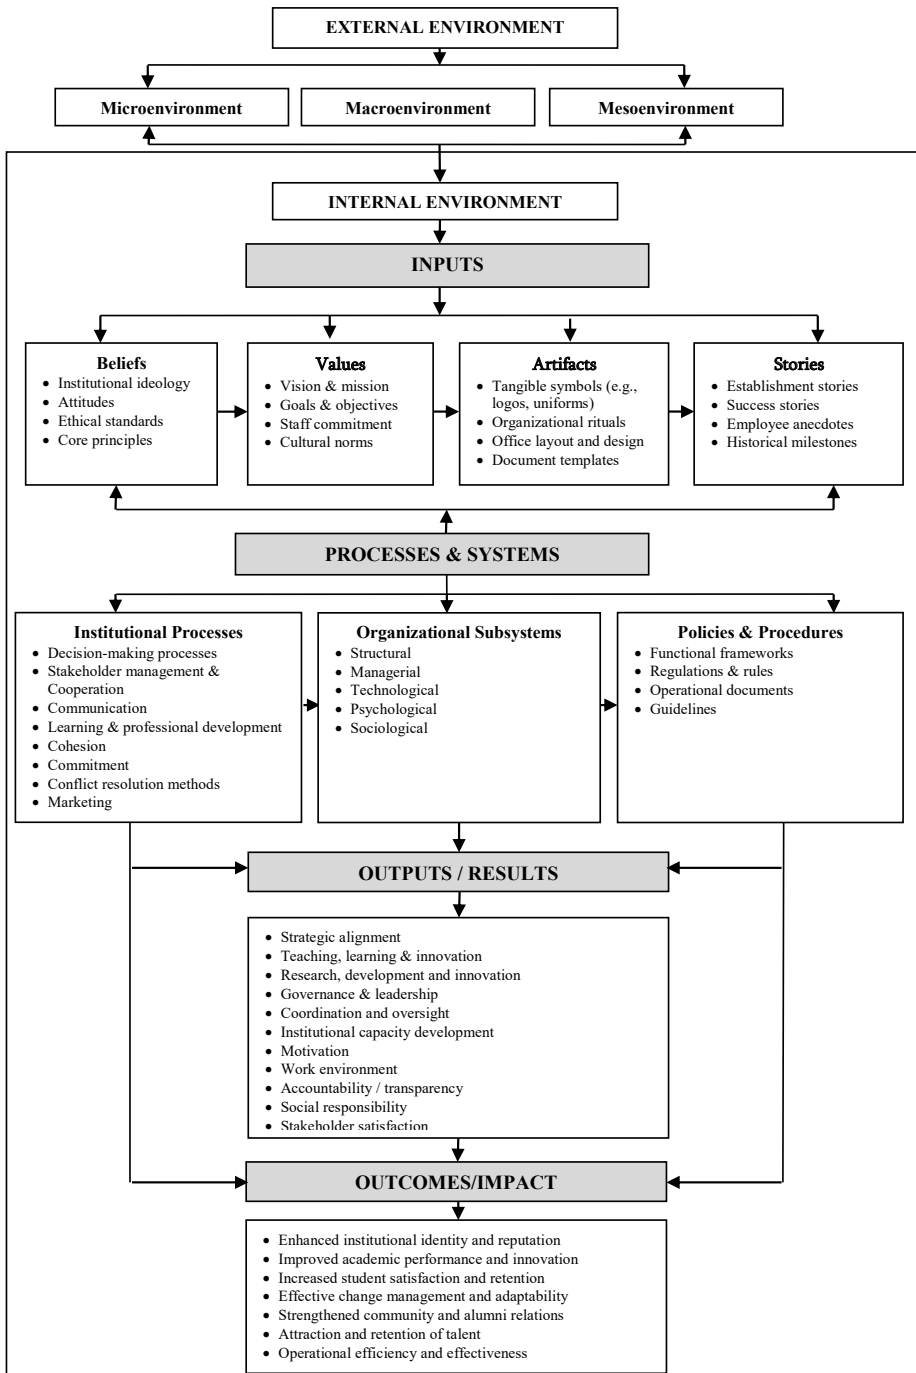 EXTERNAL ENVIRONMENT
Microenvironment
Macroenvironment
Mesoenvironment
INTERNAL ENVIRONMENT
INPUTS
Beliefs
• Institutional ideology
• Attitudes
• Ethical standards
• Core principles
Values
• Vision & mission
• Goals & objectives
• Staff commitment
• Cultural norms
Artifacts
• Tangible symbols (e.g.,
logos, uniforms)
• Organizational rituals
• Office layout and design
• Document templates
Stories
• Establishment stories
• Success stories
• Employee anecdotes
• Historical milestones
PROCESSES & SYSTEMS
Institutional Processes
• Decision-making processes
• Stakeholder management &
Cooperation
• Communication
• Learning & professional development
• Cohesion
• Commitment
• Conflict resolution methods
• Marketing
Organizational Subsystems
• Structural
• Managerial
• Technological
• Psychological
• Sociological
Policies & Procedures
• Functional frameworks
• Regulations & rules
• Operational documents
• Guidelines
OUTPUTS / RESULTS
• Strategic alignment
• Teaching, learning & innovation
• Research, development and innovation
• Governance & leadership
• Coordination and oversight
• Institutional capacity development
• Motivation
• Work environment
• Accountability / transparency
• Social responsibility
• Stakeholder satisfaction
OUTCOMES/IMPACT
• Enhanced institutional identity and reputation
• Improved academic performance and innovation
• Increased student satisfaction and retention
• Effective change management and adaptability
• Strengthened community and alumni relations
• Attraction and retention of talent
• Operational efficiency and effectiveness